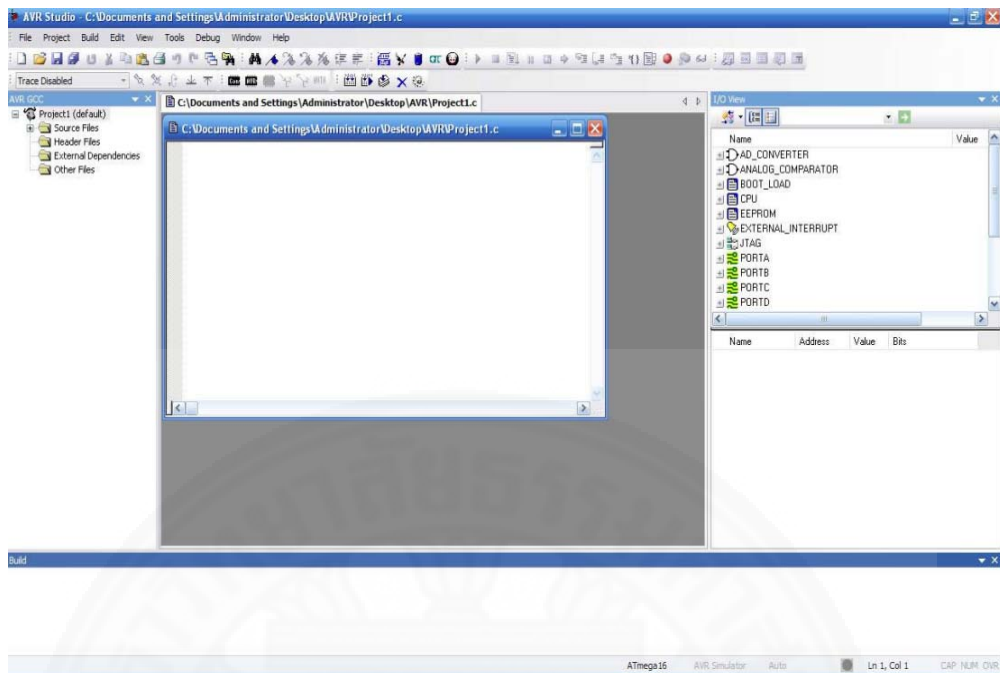 AVR Studio - C:\Documents and Settings\Administrator\Desktop\AVR\Project1.c
File Project Build Edit View Tools Debug Window Help
Trace Disabled
AVR GCC
Project1 (default)
Source Files
Header Files
External Dependencies
Other Files
C:\Documents and Settings\Administrator\Desktop\AVR\Project1.c
C:\Documents and Settings\Administrator\Desktop\AVR\Project1.c
I/O View
Name Value
AD_CONVERTER
ANALOG_COMPARATOR
BOOT_LOAD
CPU
EEPROM
EXTERNAL_INTERRUPT
JTAG
PORTA
PORTB
PORTC
PORTD
Name Address Value Bits
Build
ATmega16 AVR Simulator Auto Ln 1, Col 1 CAP NUM OVR